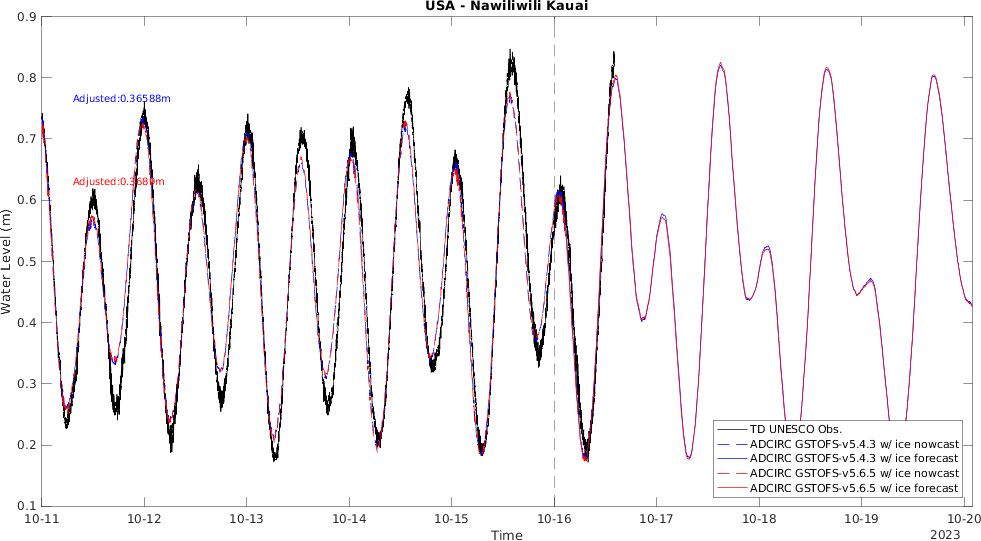 USA - Nawiliwili Kauai
0.9
0.8
0.7
0.6
0.5
0.4
0.3
0.2
0.1
Water Level (m)
Adjusted:0.36588m
TD UNESCO Obs.
ADCIRC GSTOFS-v5.4.3 w/ ice nowcast
ADCIRC GSTOFS-v5.4.3 w/ ice forecast
ADCIRC GSTOFS-v5.6.5 w/ ice nowcast
ADCIRC GSTOFS-v5.6.5 w/ ice forecast
10-11 10-12 10-13 10-14 10-15 10-16 10-17 10-18 10-19 10-20
Time
2023